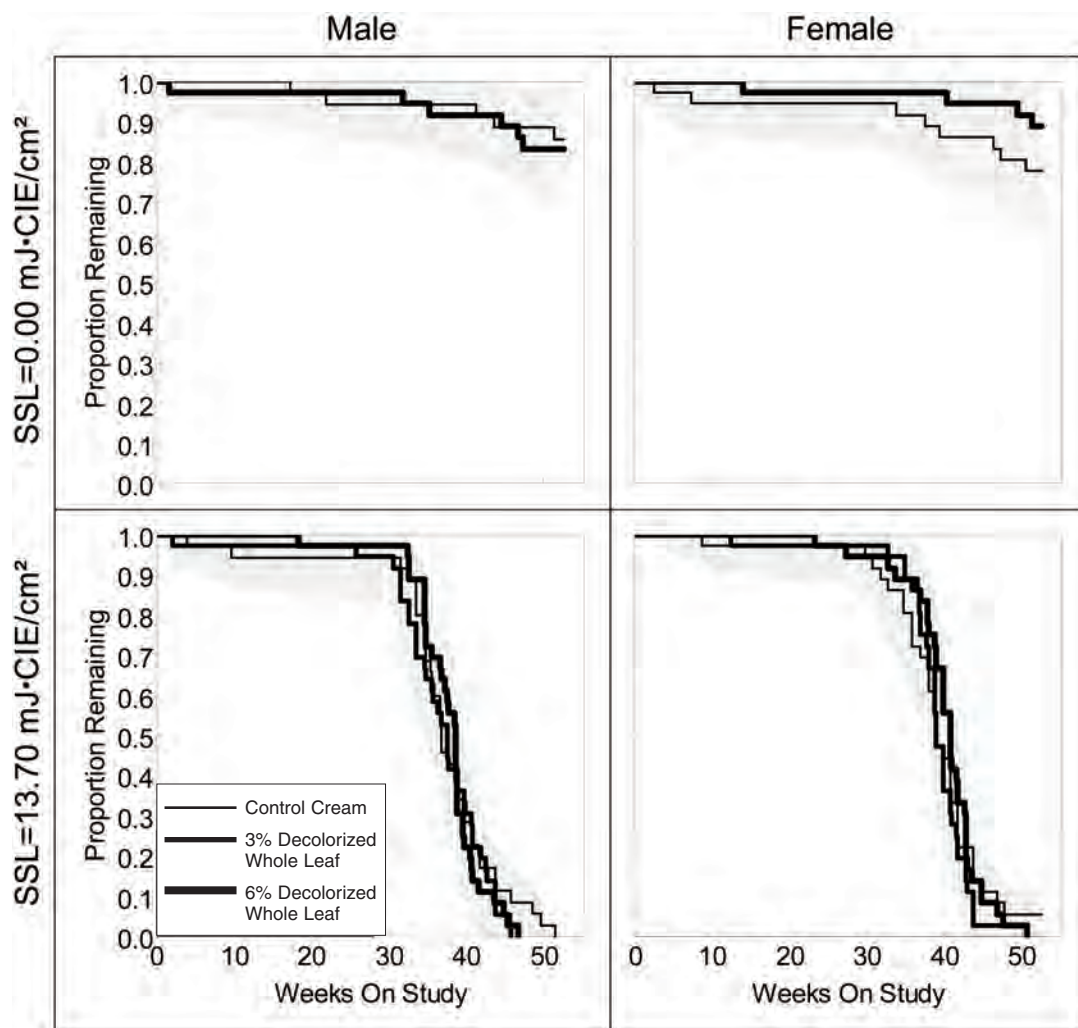 Male
Female
SSL=0.00 mJ•CIE/cm²
Proportion Remaining
1.0
0.9
0.8
0.7
0.6
0.5
0.4
0.3
0.2
0.1
0.0
SSL=13.70 mJ•CIE/cm²
Proportion Remaining
1.0
0.9
0.8
0.7
0.6
0.5
0.4
0.3
0.2
0.1
0.0
Control Cream
3% Decolorized
Whole Leaf
6% Decolorized
Whole Leaf
0 10 20 30 40 50
0 10 20 30 40 50
Weeks On Study
Weeks On Study